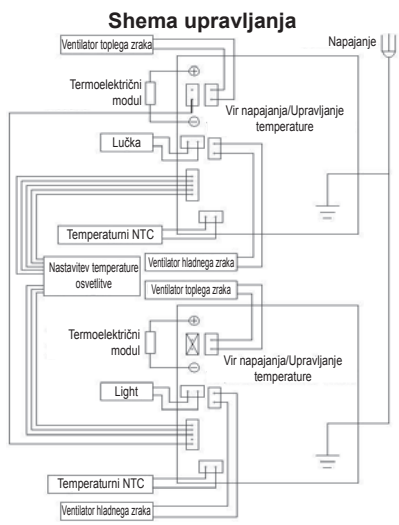 Shema upravljanja
Ventilator toplega zraka
Napajanje
Termoelektrični
modul
Vir napajanja/Upravljanje
temperature
Lučka
Temperaturni NTC
Nastavitev temperature
osvetlitve
Ventilator hladnega zraka
Ventilator toplega zraka
Termoelektrični
modul
Vir napajanja/Upravljanje
temperature
Light
Temperaturni NTC
Ventilator hladnega zraka